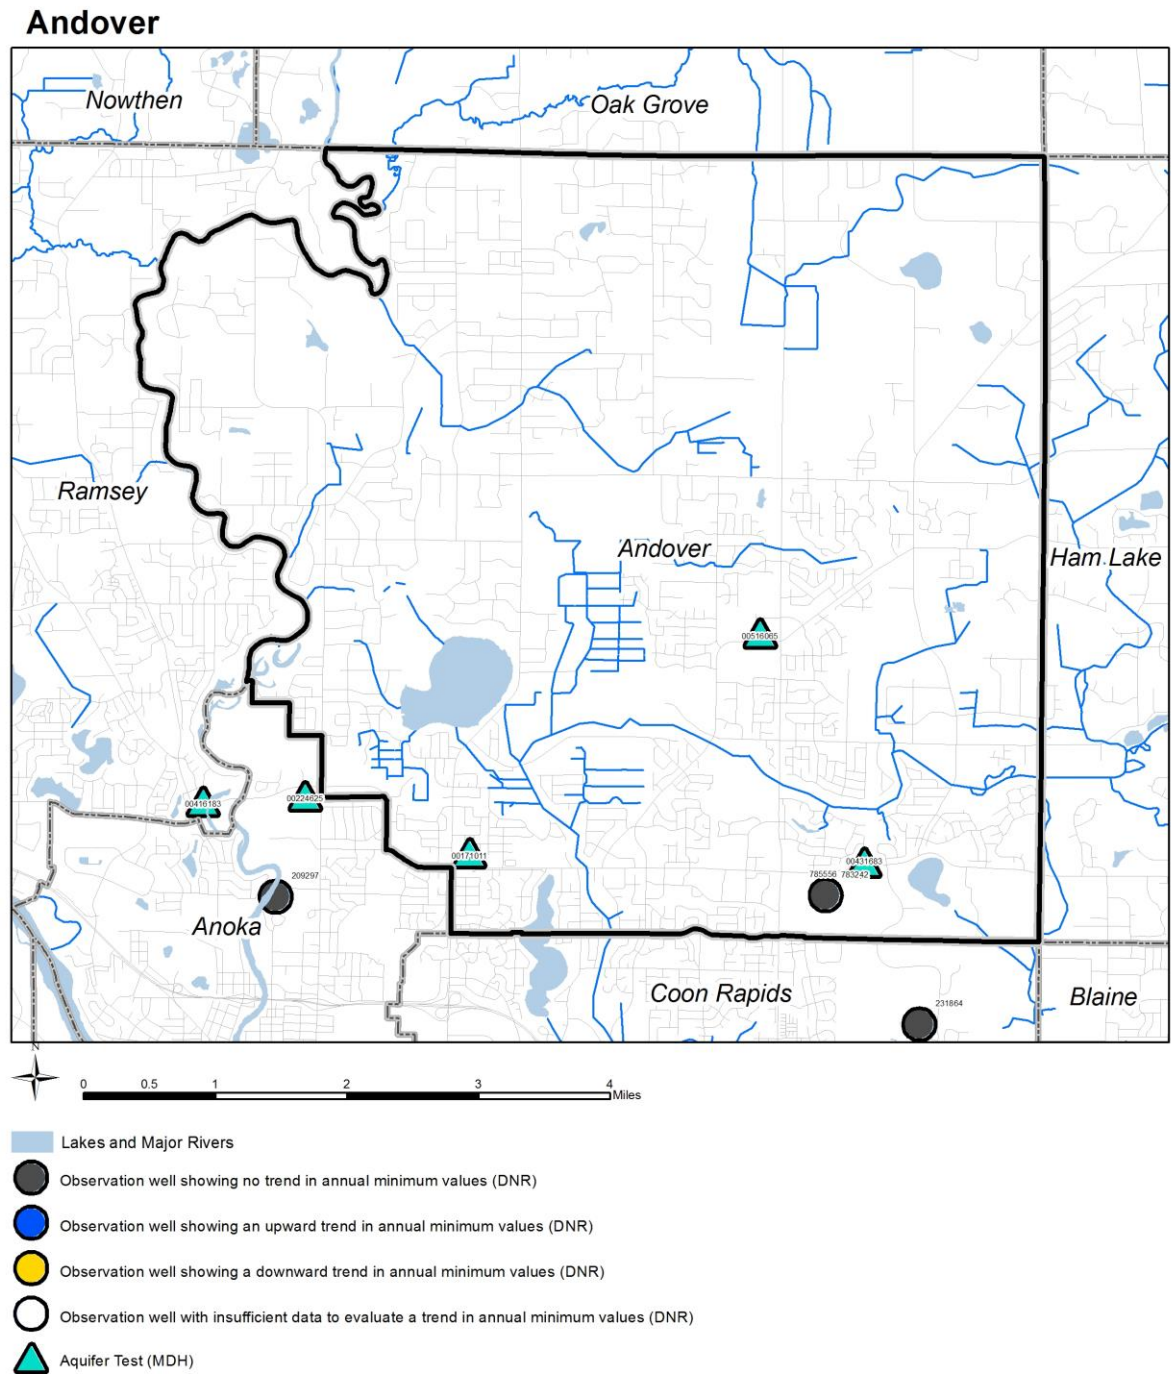 Andover
Nowthen
Oak Grove
Ramsey
Andover
Ham Lake
00516065
00416183
00224625
00171011
00431683
209297
785556 783242
Anoka
Coon Rapids
Blaine
231864
N
0 0.5 1 2 3 4
Miles
Lakes and Major Rivers
Observation well showing no trend in annual minimum values (DNR)
Observation well showing an upward trend in annual minimum values (DNR)
Observation well showing a downward trend in annual minimum values (DNR)
Observation well with insufficient data to evaluate a trend in annual minimum values (DNR)
Aquifer Test (MDH)